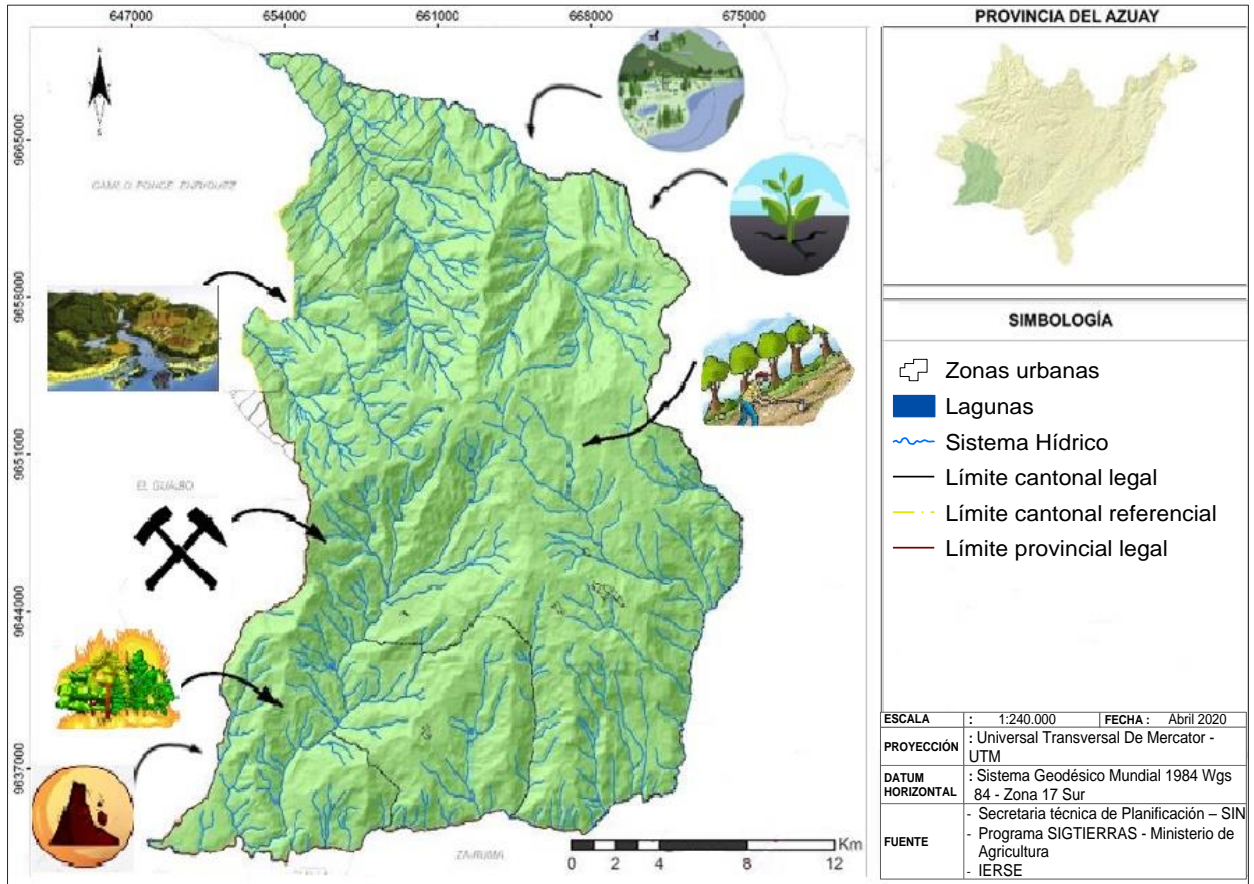 647000 654000 661000 668000 675000
9665000
9658000
9651000
9644000
9637000
N
S
CAMILO PONCE ENRIQUEZ
EL GUABO
ZARUMA
Km
0 2 4 8 12
PROVINCIA DEL AZUAY
SIMBOLOGÍA
Zonas urbanas
Lagunas
Sistema Hídrico
Límite cantonal legal
Límite cantonal referencial
Límite provincial legal
ESCALA : 1:240.000 FECHA : Abril 2020
PROYECCIÓN : Universal Transversal De Mercator -
UTM
DATUM HORIZONTAL : Sistema Geodésico Mundial 1984 Wgs
84 - Zona 17 Sur
FUENTE
- Secretaria técnica de Planificación – SIN
- Programa SIGTIERRAS - Ministerio de
Agricultura
- IERSE